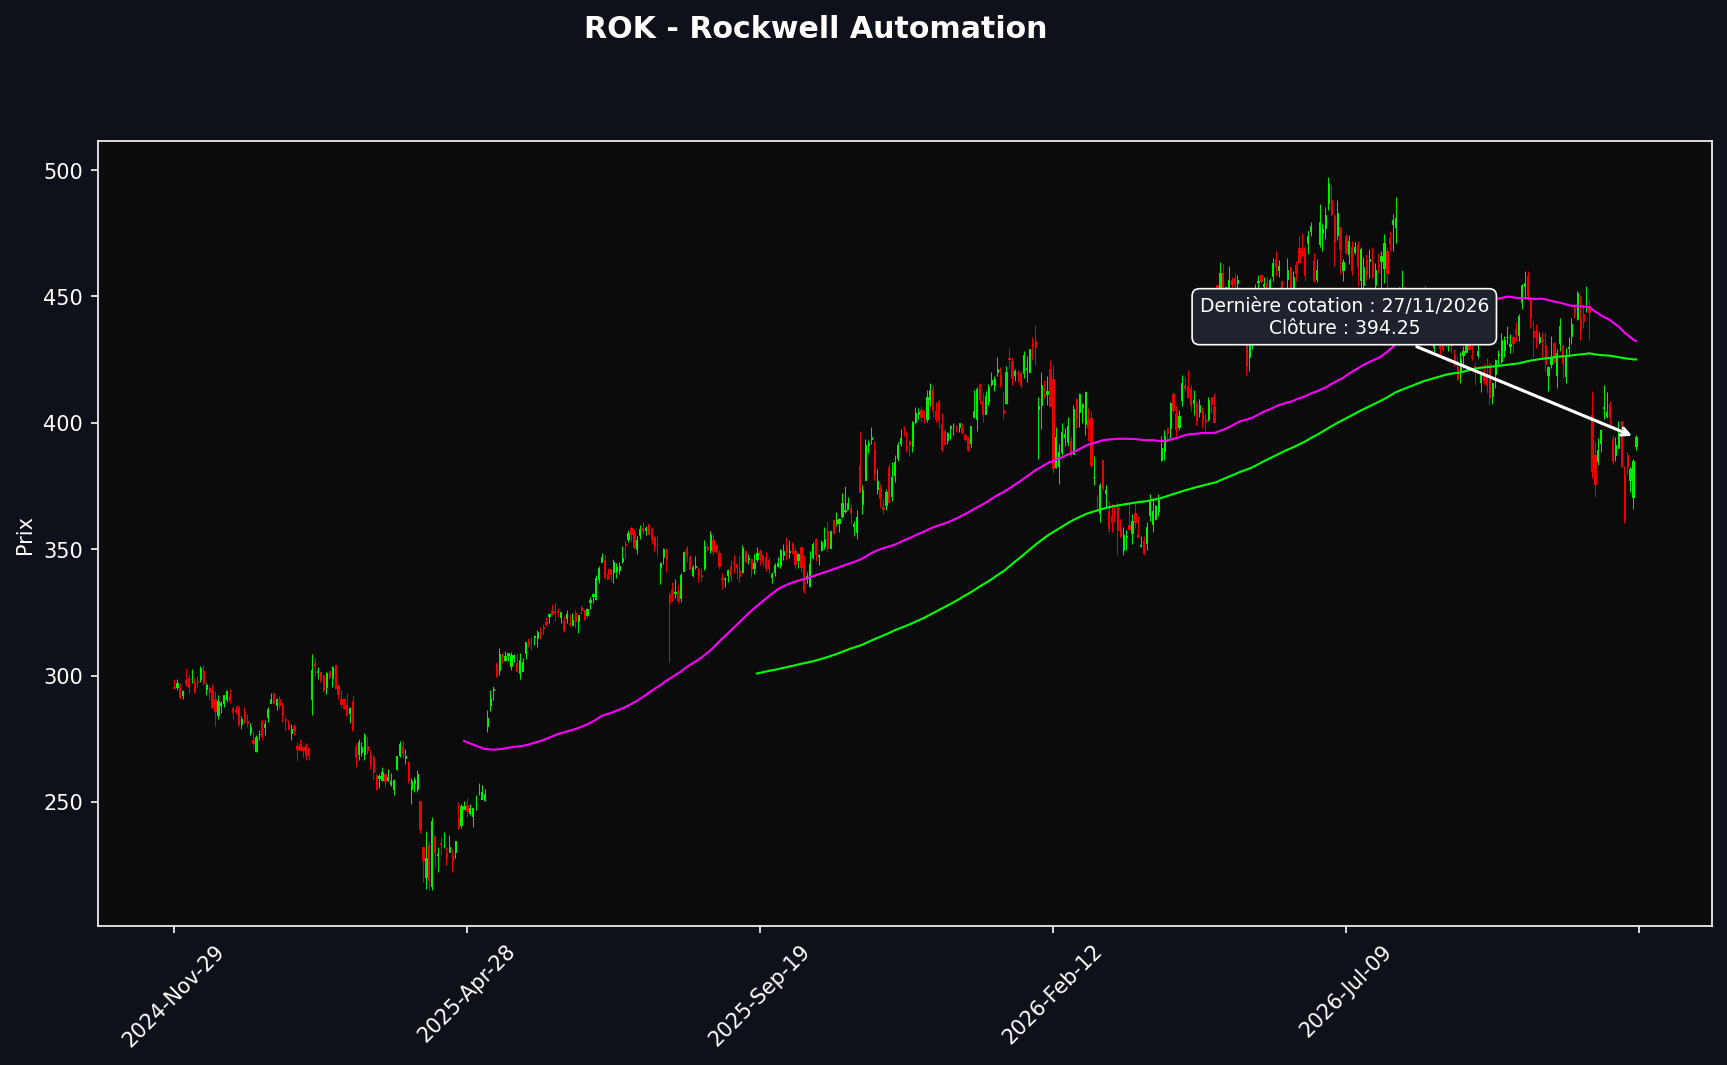 ROK - Rockwell Automation
500
450
400
350
300
250
Prix
Dernière cotation : 27/11/2026
Clôture : 394.25
2024-Nov-29
2025-Apr-28
2025-Sep-19
2026-Feb-12
2026-Jul-09